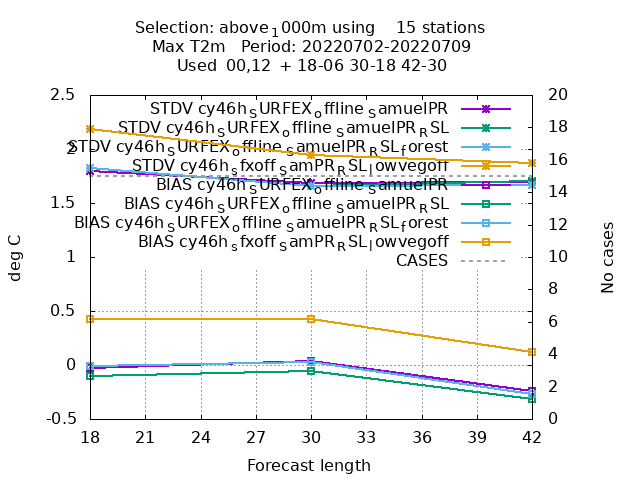 Selection: above_1000m using    15 stations
Max T2m   Period: 20220702-20220709
Used  00,12  + 18-06 30-18 42-30
2.5
2
1.5
1
0.5
0
-0.5
deg C
STDV cy46h_SURFEX_offline_SamuelPR
STDV cy46h_SURFEX_offline_SamuelPR_RSL
STDV cy46h_SURFEX_offline_SamuelPR_RSL_forest
STDV cy46h_sfxoff_SamPR_RSL_lowvegoff
BIAS cy46h_SURFEX_offline_SamuelPR
BIAS cy46h_SURFEX_offline_SamuelPR_RSL
BIAS cy46h_SURFEX_offline_SamuelPR_RSL_forest
BIAS cy46h_sfxoff_SamPR_RSL_lowvegoff
CASES
20
18
16
14
12
10
8
6
4
2
0
No cases
18 21 24 27 30 33 36 39 42
Forecast length